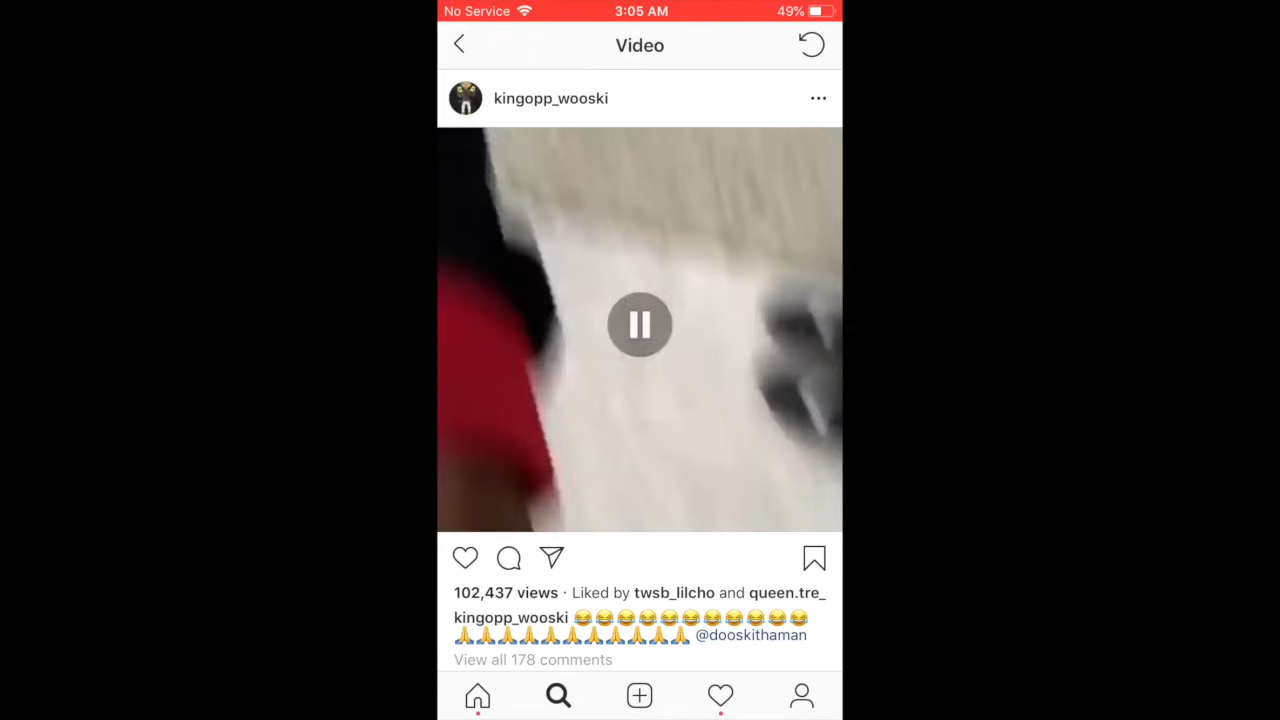 No Service 3:05 AM 49%
Video
kingopp_wooski
102,437 views · Liked by twsb_lilcho and queen.tre_
kingopp_wooski 😂😂😂😂😂😂😂😂😂😂😂
🙏🙏🙏🙏🙏🙏🙏🙏🙏🙏🙏 @dooskithaman
View all 178 comments